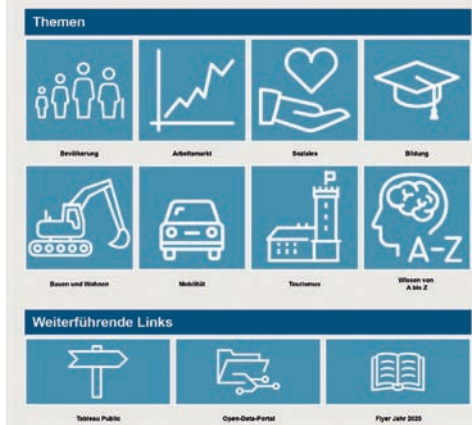 Themen
Bevölkerung
Arbeitsmarkt
Soziales
Bildung
A-Z
Bauen und Wohnen
Mobilität
Tourismus
Wissen von
A bis Z
Weiterführende Links
Tableau Public
Open-Data-Portal
Flyer Jahr 2025